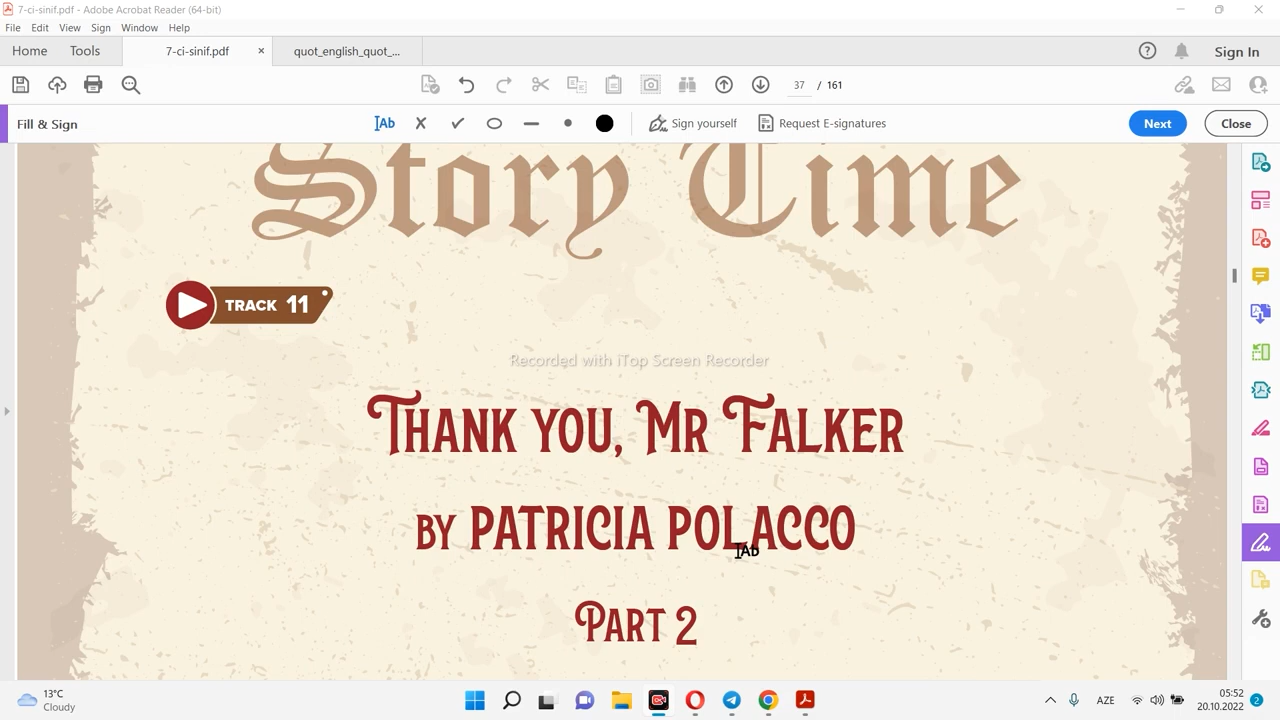 7-ci-sinif.pdf - Adobe Acrobat Reader (64-bit)
File Edit View Sign Window Help
Home Tools 7-ci-sinif.pdf × quot_english_quot_... Sign In
37 / 161
Fill & Sign Ab Sign yourself Request E-signatures Next Close
Story Time
TRACK 11
Recorded with iTop Screen Recorder
THANK YOU, MR FALKER
BY PATRICIA POLACCO
Ab
PART 2
13°C
Cloudy
AZE
05:52
20.10.2022
2